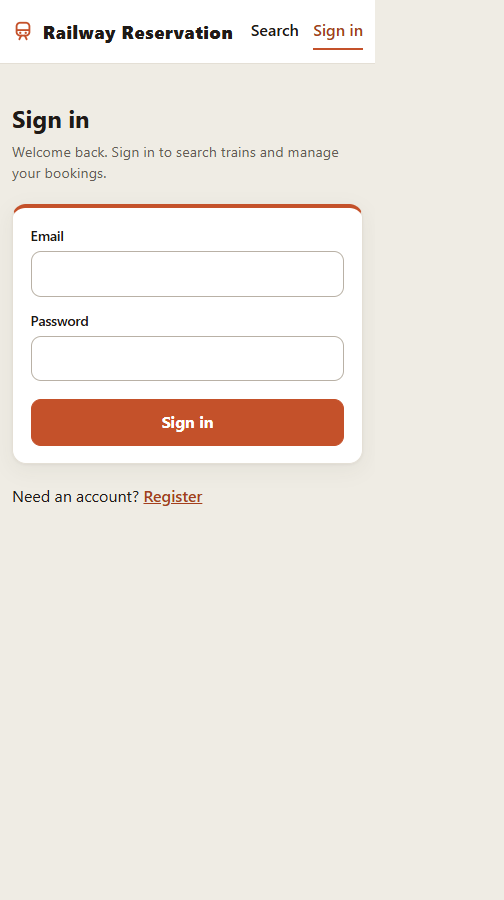 Railway Reservation
Search
Sign in
Sign in
Welcome back. Sign in to search trains and manage
your bookings.
Email
Password
Sign in
Need an account? Register